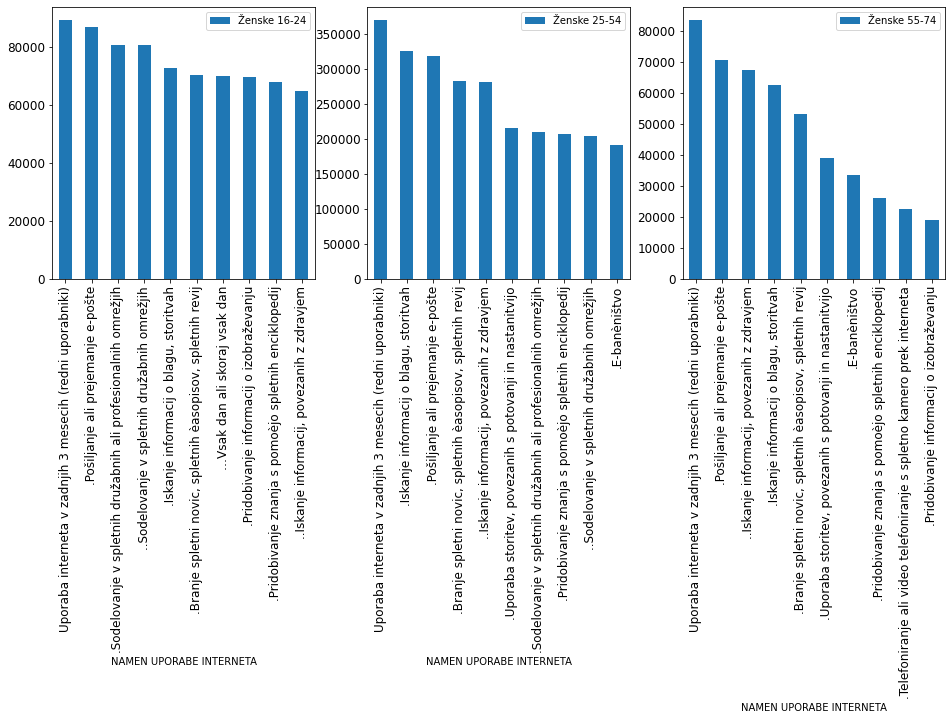 Ženske 16-24
80000
60000
40000
20000
0
Uporaba interneta v zadnjih 3 mesecih (redni uporabniki)
.Pošiljanje ali prejemanje e-pošte
.Sodelovanje v spletnih družabnih ali profesionalnih omrežjih
..Sodelovanje v spletnih družabnih omrežjih
.Iskanje informacij o blagu, storitvah
.Branje spletni novic, spletnih èasopisov, spletnih revij
...Vsak dan ali skoraj vsak dan
.Pridobivanje informacij o izobraževanju
.Pridobivanje znanja s pomoèjo spletnih enciklopedij
..Iskanje informacij, povezanih z zdravjem
NAMEN UPORABE INTERNETA
Ženske 25-54
350000
300000
250000
200000
150000
100000
50000
0
Uporaba interneta v zadnjih 3 mesecih (redni uporabniki)
.Iskanje informacij o blagu, storitvah
.Pošiljanje ali prejemanje e-pošte
.Branje spletni novic, spletnih èasopisov, spletnih revij
..Iskanje informacij, povezanih z zdravjem
.Uporaba storitev, povezanih s potovanji in nastanitvijo
.Sodelovanje v spletnih družabnih ali profesionalnih omrežjih
.Pridobivanje znanja s pomoèjo spletnih enciklopedij
..Sodelovanje v spletnih družabnih omrežjih
.E-banèništvo
NAMEN UPORABE INTERNETA
Ženske 55-74
80000
70000
60000
50000
40000
30000
20000
10000
0
Uporaba interneta v zadnjih 3 mesecih (redni uporabniki)
.Pošiljanje ali prejemanje e-pošte
..Iskanje informacij, povezanih z zdravjem
.Iskanje informacij o blagu, storitvah
.Branje spletni novic, spletnih èasopisov, spletnih revij
.Uporaba storitev, povezanih s potovanji in nastanitvijo
.E-banèništvo
.Pridobivanje znanja s pomoèjo spletnih enciklopedij
.Telefoniranje ali video telefoniranje s spletno kamero prek interneta
.Pridobivanje informacij o izobraževanju
NAMEN UPORABE INTERNETA